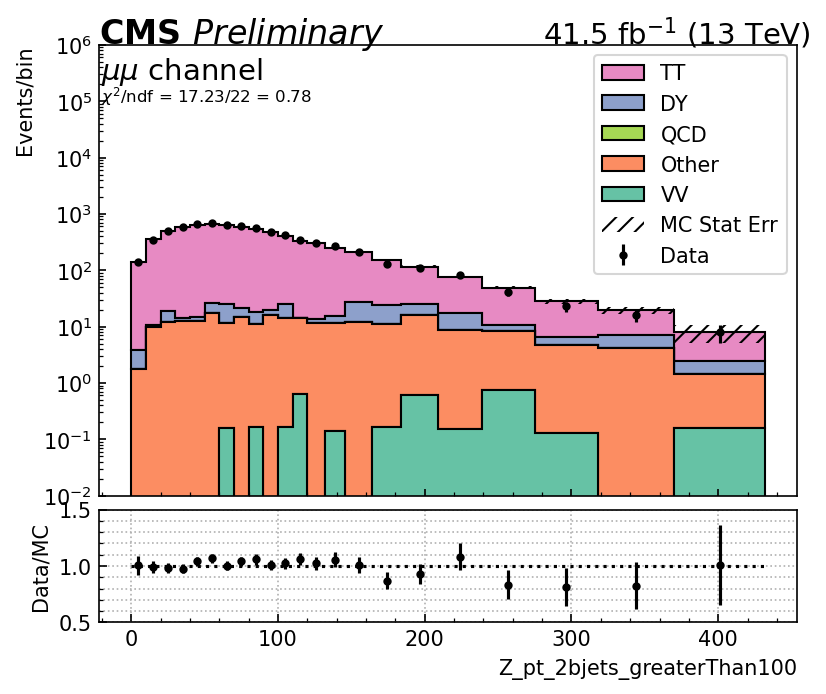 CMS Preliminary 41.5 fb⁻¹ (13 TeV)
μμ channel
χ²/ndf = 17.23/22 = 0.78
Events/bin
10⁶
10⁵
10⁴
10³
10²
10¹
10⁰
10⁻¹
10⁻²
TT
DY
QCD
Other
VV
MC Stat Err
Data
Data/MC
1.5
1.0
0.5
0 100 200 300 400
Z_pt_2bjets_greaterThan100